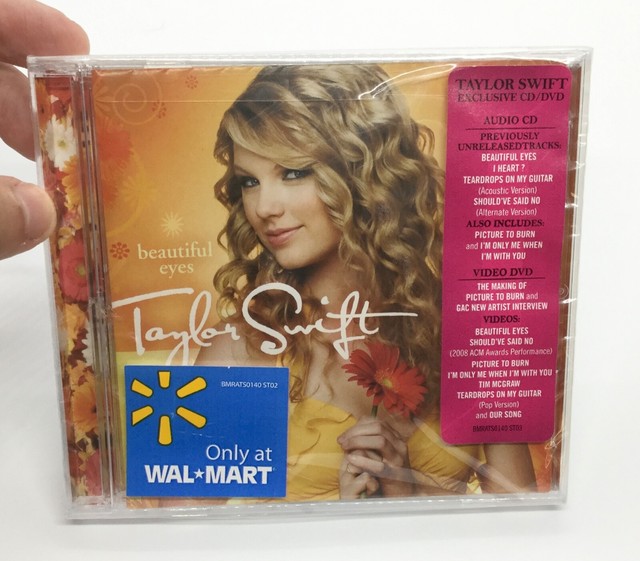 beautiful
eyes
Taylor Swift
BMRATS0140 ST02
Only at
WAL★MART
TAYLOR SWIFT
EXCLUSIVE CD/DVD
AUDIO CD
PREVIOUSLY
UNRELEASEDTRACKS:
BEAUTIFUL EYES
I HEART ?
TEARDROPS ON MY GUITAR
(Acoustic Version)
SHOULD'VE SAID NO
(Alternate Version)
ALSO INCLUDES:
PICTURE TO BURN
and I'M ONLY ME WHEN
I'M WITH YOU
VIDEO DVD
THE MAKING OF
PICTURE TO BURN and
GAC NEW ARTIST INTERVIEW
VIDEOS:
BEAUTIFUL EYES
SHOULD'VE SAID NO
(2008 ACM Awards Performance)
PICTURE TO BURN
I'M ONLY ME WHEN I'M WITH YOU
TIM MCGRAW
TEARDROPS ON MY GUITAR
(Pop Version)
and OUR SONG
BMRATS0140 ST03